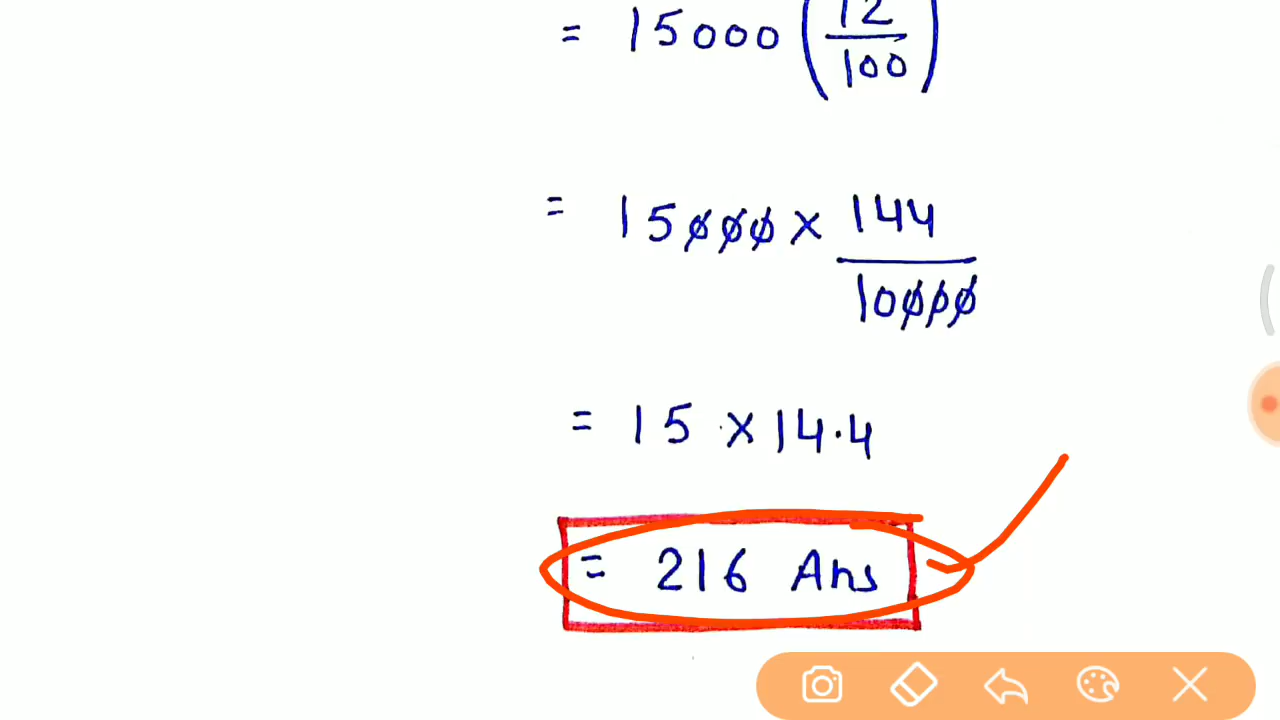 = 15000 (12/100)
= 15000 × 144/10000
= 15 × 14.4
= 216 Ans